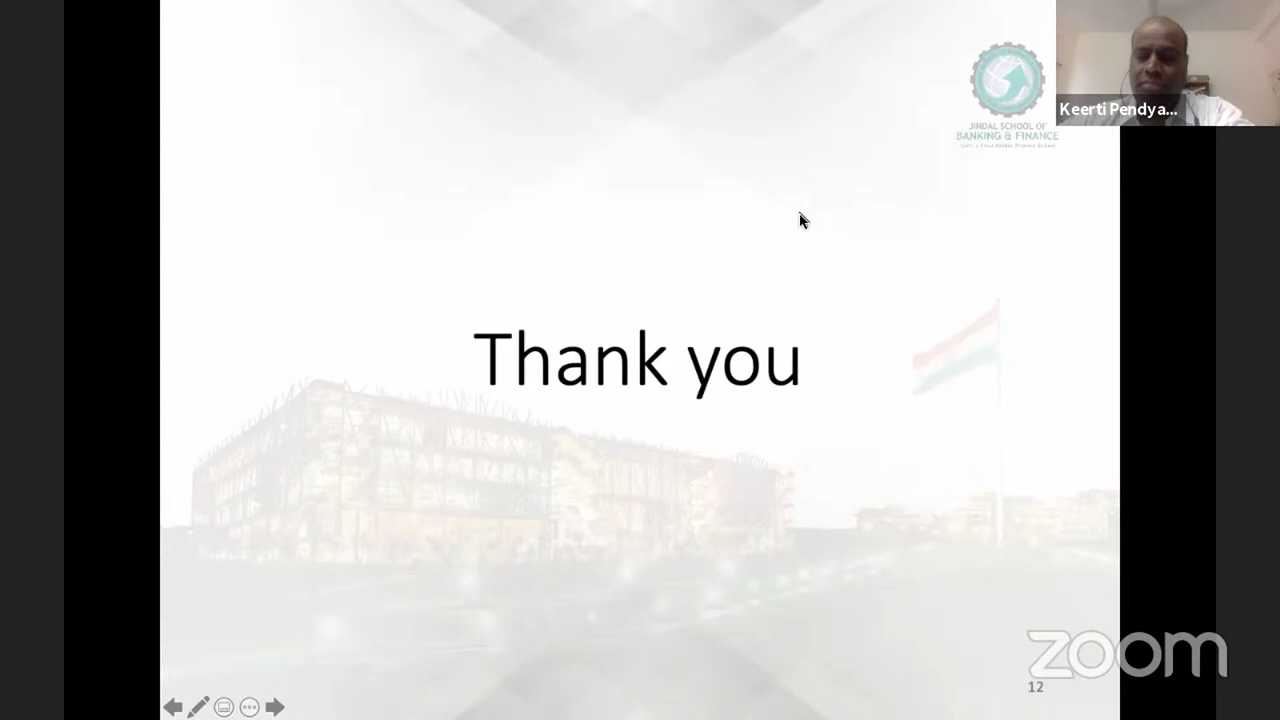 JINDAL SCHOOL OF
BANKING & FINANCE
Keerti Pendya...
Thank you
zoom
12